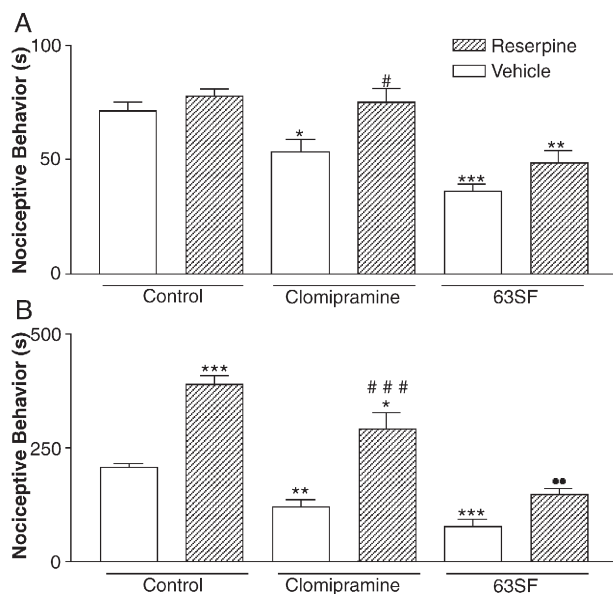 A
Nociceptive Behavior (s)
100
50
0
Reserpine
Vehicle
#
*
***
**
Control
Clomipramine
63SF
B
Nociceptive Behavior (s)
500
250
0
***
# # #
*
**
***
••
Control
Clomipramine
63SF